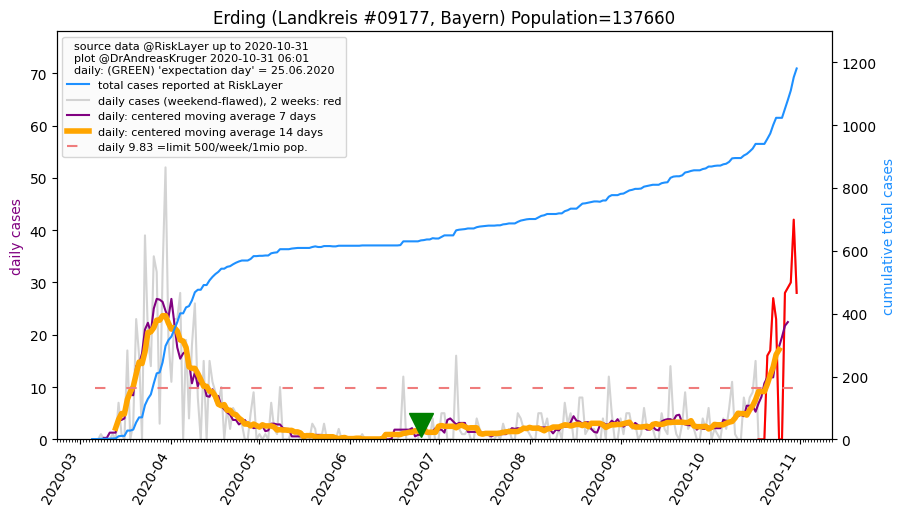 Erding (Landkreis #09177, Bayern) Population=137660
source data @RiskLayer up to 2020-10-31
plot @DrAndreasKruger 2020-10-31 06:01
daily: (GREEN) 'expectation day' = 25.06.2020
total cases reported at RiskLayer
daily cases (weekend-flawed), 2 weeks: red
daily: centered moving average 7 days
daily: centered moving average 14 days
daily 9.83 =limit 500/week/1mio pop.
daily cases
70
60
50
40
30
20
10
0
cumulative total cases
1200
1000
800
600
400
200
0
2020-03
2020-04
2020-05
2020-06
2020-07
2020-08
2020-09
2020-10
2020-11